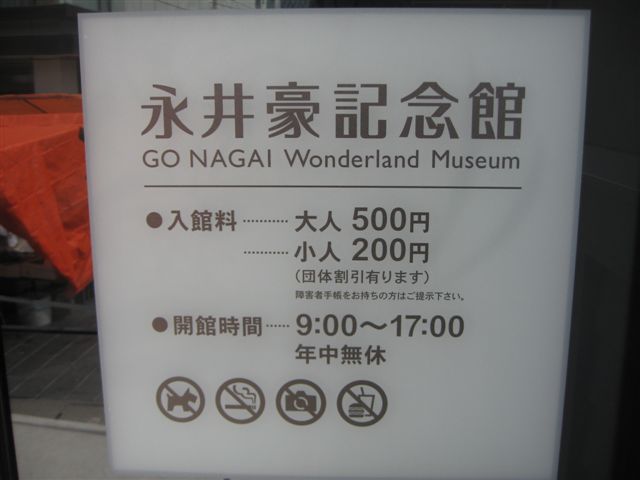 永井豪記念館
GO NAGAI Wonderland Museum
●入館料………… 大人 500円
………… 小人 200円
(団体割引有ります)
障害者手帳をお持ちの方はご提示下さい。
●開館時間…… 9:00〜17:00
年中無休